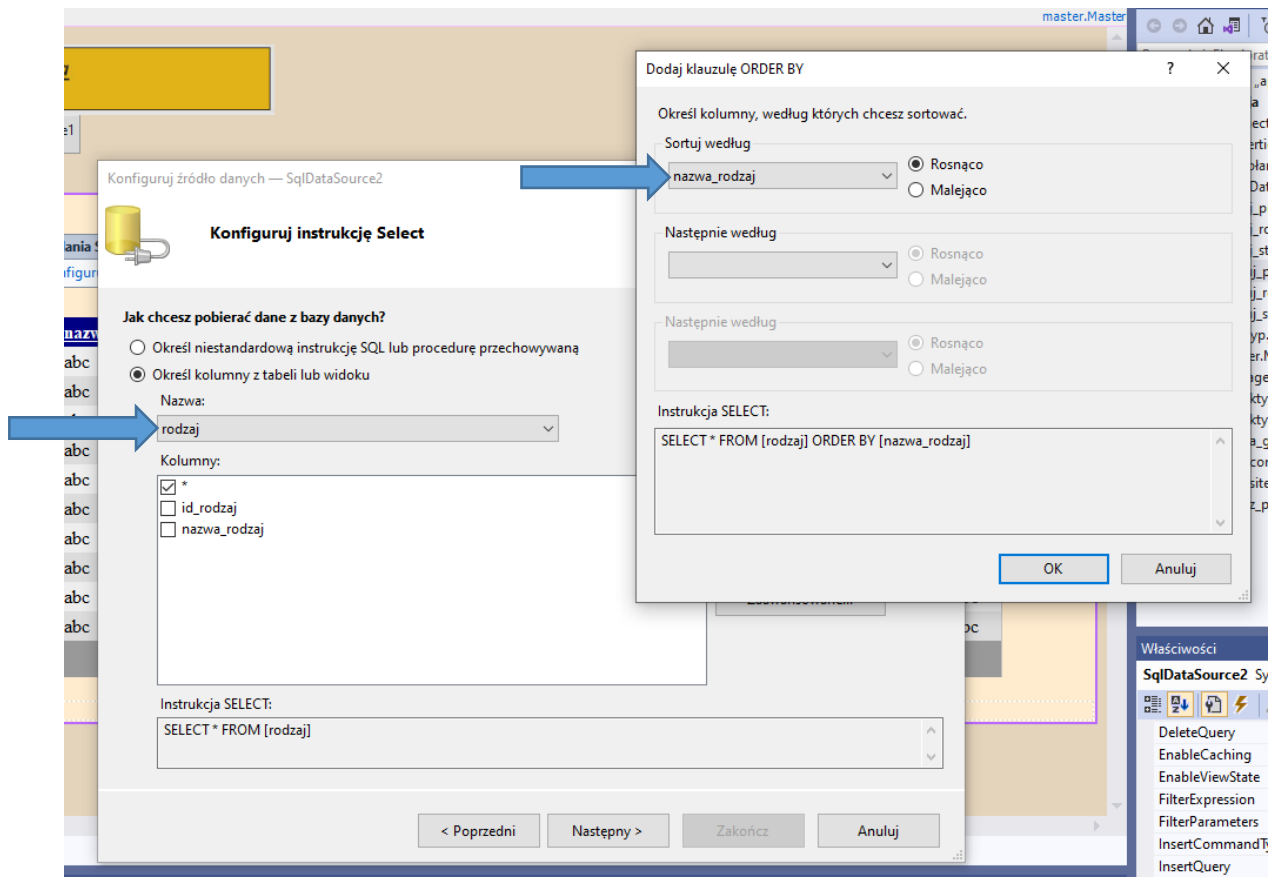 master.Master
Dodaj klauzulę ORDER BY
?
Określ kolumny, według których chcesz sortować.
Sortuj według
nazwa_rodzaj
Rosnąco
Malejąco
Następnie według
Rosnąco
Malejąco
Następnie według
Rosnąco
Malejąco
Instrukcja SELECT:
SELECT * FROM [rodzaj] ORDER BY [nazwa_rodzaj]
OK
Anuluj
Konfiguruj źródło danych — SqlDataSource2
Konfiguruj instrukcję Select
Jak chcesz pobierać dane z bazy danych?
Określ niestandardową instrukcję SQL lub procedurę przechowywaną
Określ kolumny z tabeli lub widoku
Nazwa:
rodzaj
Kolumny:
*
id_rodzaj
nazwa_rodzaj
Instrukcja SELECT:
SELECT * FROM [rodzaj]
< Poprzedni
Następny >
Zakończ
Anuluj
abc
abc
abc
abc
abc
abc
abc
abc
abc
Właściwości
SqlDataSource2 Sy
DeleteQuery
EnableCaching
EnableViewState
FilterExpression
FilterParameters
InsertCommandTy
InsertQuery